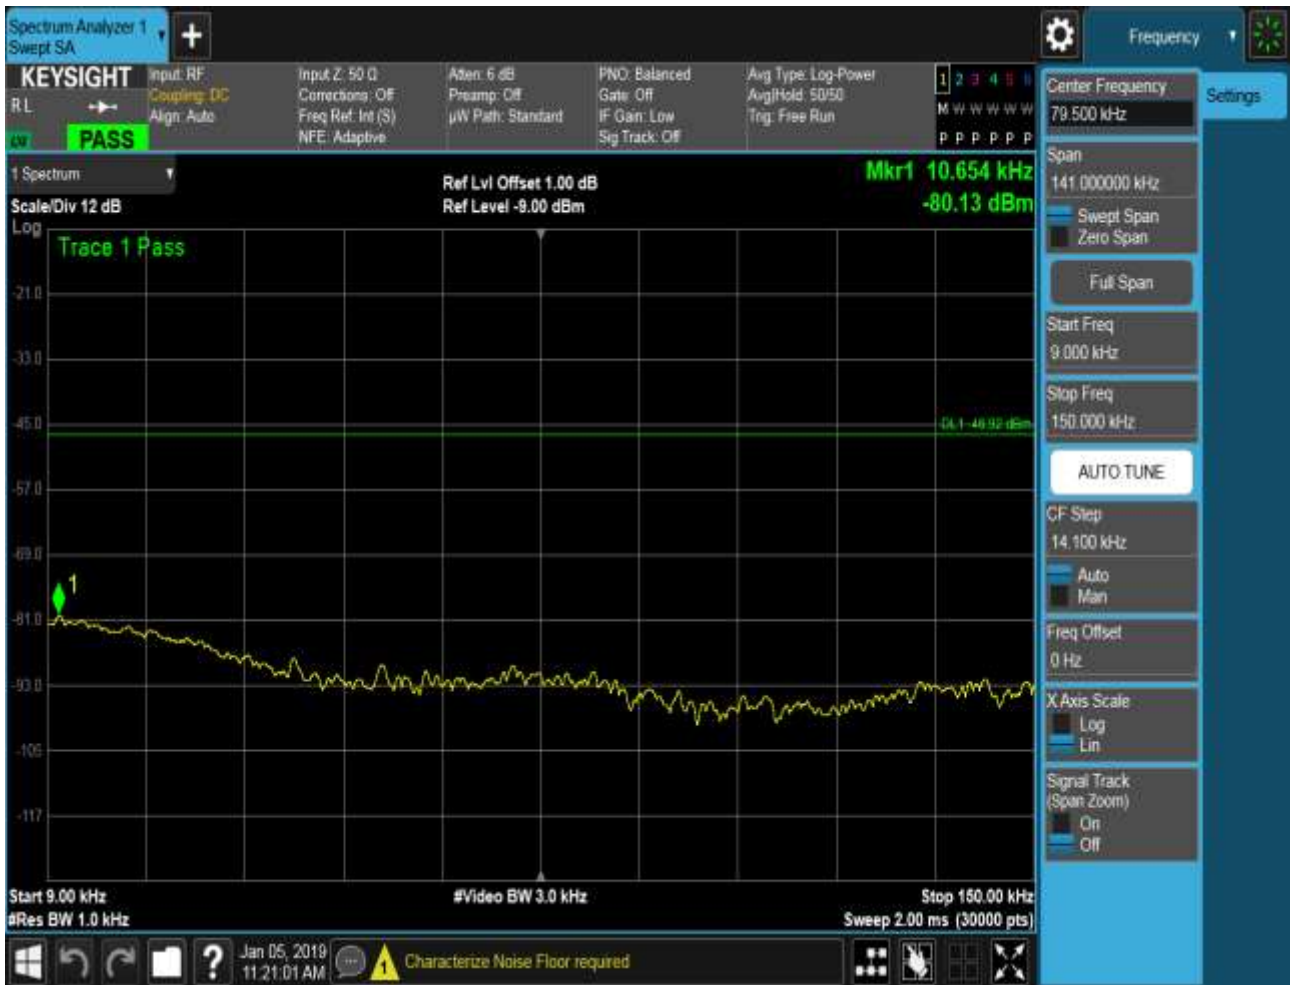 Spectrum Analyzer 1
Swept SA
+
Frequency
KEYSIGHT
R L
PASS
Input: RF
Coupling: DC
Align: Auto
Input Z: 50 Ω
Corrections: Off
Freq Ref: Int (S)
NFE: Adaptive
Atten: 6 dB
Preamp: Off
µW Path: Standard
PNO: Balanced
Gate: Off
IF Gain: Low
Sig Track: Off
Avg Type: Log-Power
Avg|Hold: 50/50
Trig: Free Run
1 2 3 4 5 6
M W W W W W
P P P P P P
1 Spectrum
Scale/Div 12 dB
Log
Ref Lvl Offset 1.00 dB
Ref Level -9.00 dBm
Mkr1 10.654 kHz
-80.13 dBm
Trace 1 Pass
-21.0
-33.0
-45.0
DL1 -46.92 dBm
-57.0
-69.0
1
-81.0
-93.0
-105
-117
Start 9.00 kHz
#Res BW 1.0 kHz
#Video BW 3.0 kHz
Stop 150.00 kHz
Sweep 2.00 ms (30000 pts)
Center Frequency
79.500 kHz
Settings
Span
141.000000 kHz
Swept Span
Zero Span
Full Span
Start Freq
9.000 kHz
Stop Freq
150.000 kHz
AUTO TUNE
CF Step
14.100 kHz
Auto
Man
Freq Offset
0 Hz
X Axis Scale
Log
Lin
Signal Track
(Span Zoom)
On
Off
?
Jan 05, 2019
11:21:01 AM
1
Characterize Noise Floor required